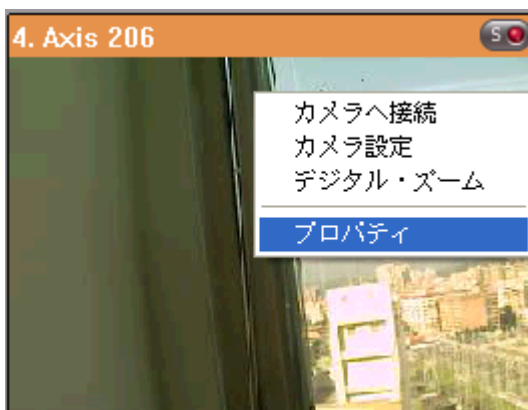 4. Axis 206
S
カメラへ接続
カメラ設定
デジタル・ズーム
プロパティ